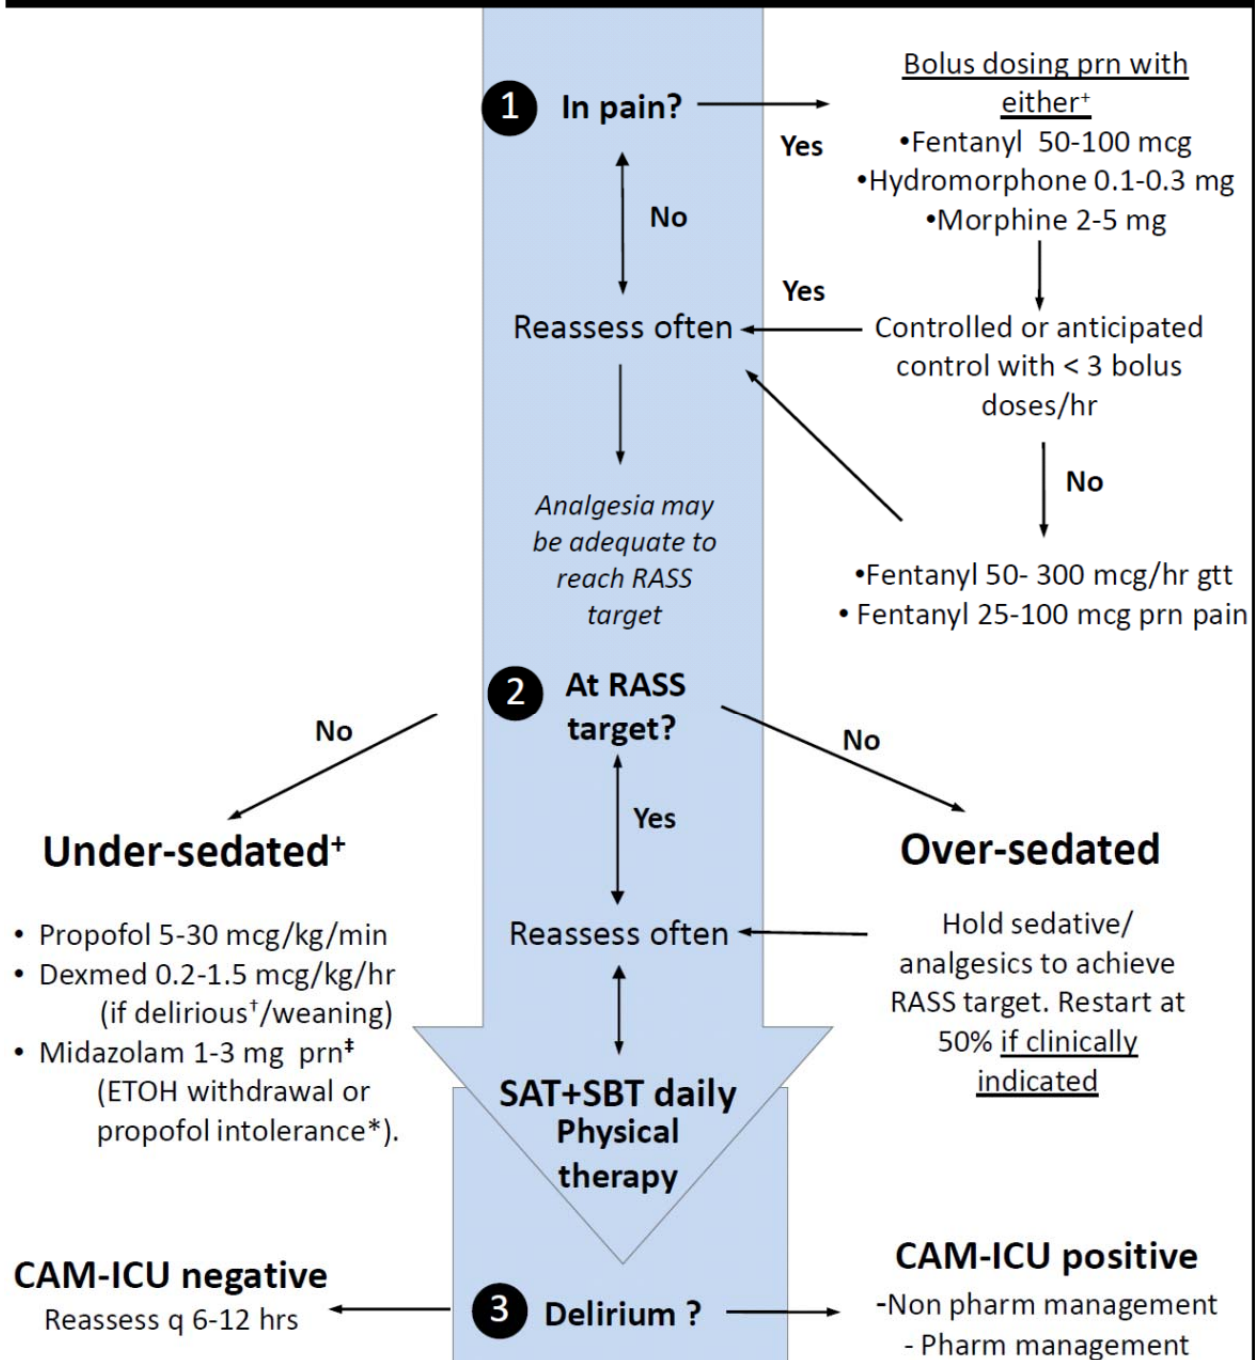 1 In pain?
Yes
Bolus dosing prn with
either⁺
•Fentanyl 50-100 mcg
•Hydromorphone 0.1-0.3 mg
•Morphine 2-5 mg
No
Reassess often
Yes
Controlled or anticipated
control with < 3 bolus
doses/hr
No
•Fentanyl 50- 300 mcg/hr gtt
• Fentanyl 25-100 mcg prn pain
Analgesia may
be adequate to
reach RASS
target
2 At RASS
target?
No
No
Yes
Under-sedated⁺
• Propofol 5-30 mcg/kg/min
• Dexmed 0.2-1.5 mcg/kg/hr
(if delirious†/weaning)
• Midazolam 1-3 mg prn‡
(ETOH withdrawal or
propofol intolerance*).
Over-sedated
Hold sedative/
analgesics to achieve
RASS target. Restart at
50% if clinically
indicated
Reassess often
SAT+SBT daily
Physical
therapy
3 Delirium ?
CAM-ICU negative
Reassess q 6-12 hrs
CAM-ICU positive
-Non pharm management
- Pharm management